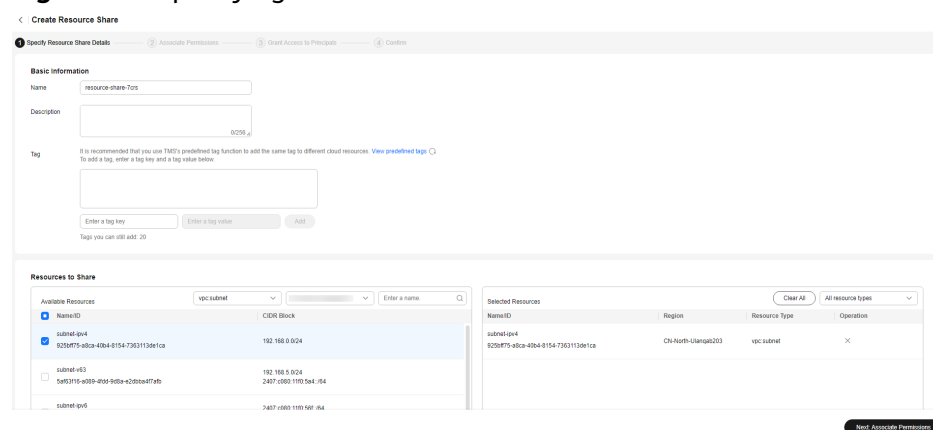 Create Resource Share
1 Specify Resource Share Details 2 Associate Permissions 3 Grant Access to Principals 4 Confirm
Basic Information
Name resource-share-7crs
Description
0/256
Tag
It is recommended that you use TMS's predefined tag function to add the same tag to different cloud resources. View predefined tags
To add a tag, enter a tag key and a tag value below.
Enter a tag key Enter a tag value Add
Tags you can still add: 20
Resources to Share
Available Resources vpc:subnet Enter a name.
Name/ID CIDR Block
subnet-ipv4
925bff75-a8ca-40b4-8154-7363113de1ca
192.168.0.0/24
subnet-v63
5af63f16-a089-4fdd-9d8a-e2dbba4f7afb
192.168.5.0/24
2407:c080:11f0:5a4::/64
subnet-ipv6
2407:c080:11f0:56f::/64
Selected Resources Clear All All resource types
Name/ID Region Resource Type Operation
subnet-ipv4
925bff75-a8ca-40b4-8154-7363113de1ca
CN-North-Ulanqab203 vpc:subnet
Next: Associate Permissions